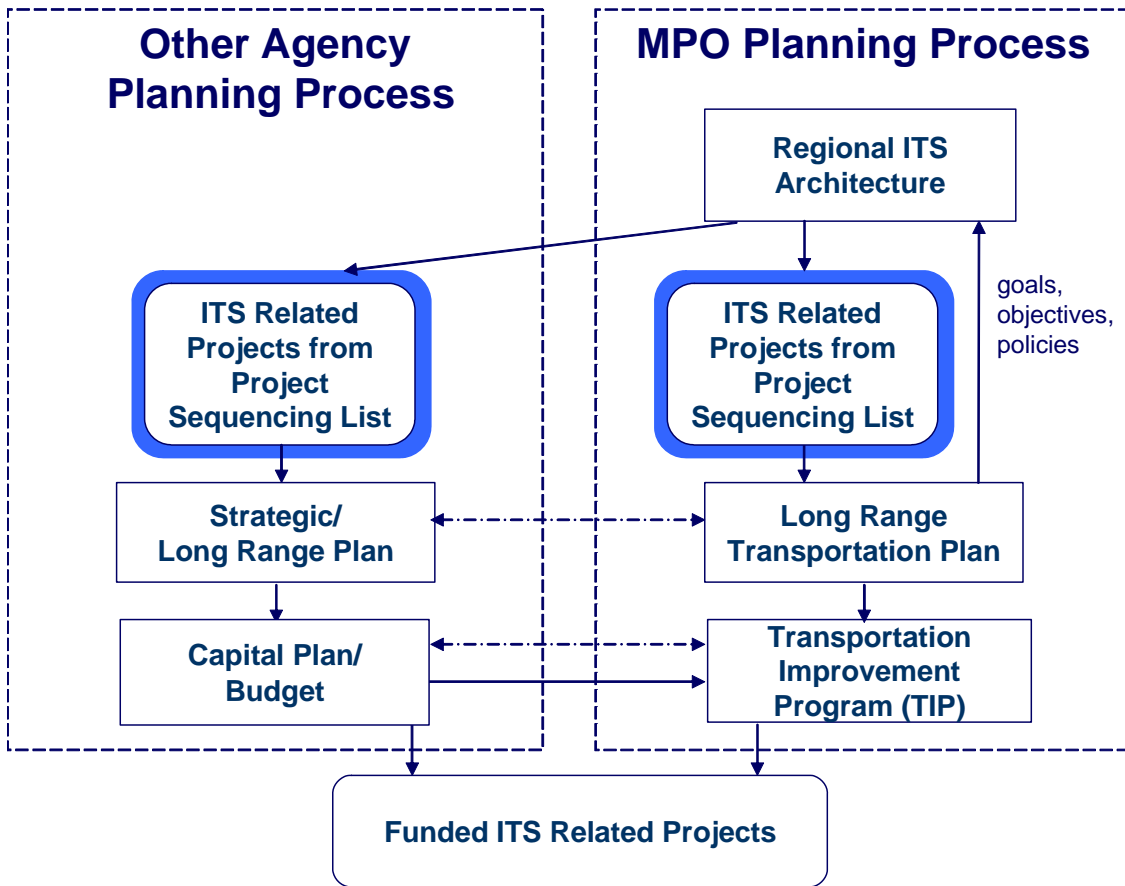 Other Agency
Planning Process
MPO Planning Process
Regional ITS
Architecture
goals,
objectives,
policies
ITS Related
Projects from
Project
Sequencing List
ITS Related
Projects from
Project
Sequencing List
Strategic/
Long Range Plan
Long Range
Transportation Plan
Capital Plan/
Budget
Transportation
Improvement
Program (TIP)
Funded ITS Related Projects